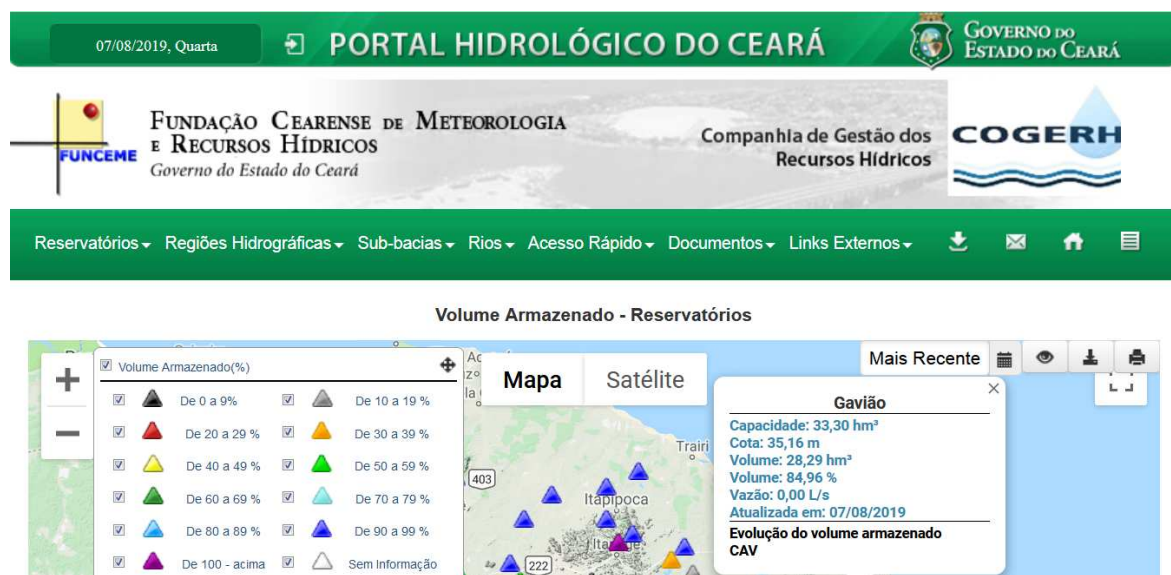 07/08/2019, Quarta
PORTAL HIDROLÓGICO DO CEARÁ
GOVERNO DO
ESTADO DO CEARÁ
FUNCEME
FUNDAÇÃO CEARENSE DE METEOROLOGIA
E RECURSOS HÍDRICOS
Governo do Estado do Ceará
Companhia de Gestão dos
Recursos Hídricos
COGERH
Reservatórios Regiões Hidrográficas Sub-bacias Rios Acesso Rápido Documentos Links Externos
Volume Armazenado - Reservatórios
Volume Armazenado(%)
De 0 a 9% De 10 a 19 %
De 20 a 29 % De 30 a 39 %
De 40 a 49 % De 50 a 59 %
De 60 a 69 % De 70 a 79 %
De 80 a 89 % De 90 a 99 %
De 100 - acima Sem Informação
Mapa Satélite
Mais Recente
Trairi
403
Itapipoca
222
Gavião
Capacidade: 33,30 hm³
Cota: 35,16 m
Volume: 28,29 hm³
Volume: 84,96 %
Vazão: 0,00 L/s
Atualizada em: 07/08/2019
Evolução do volume armazenado
CAV